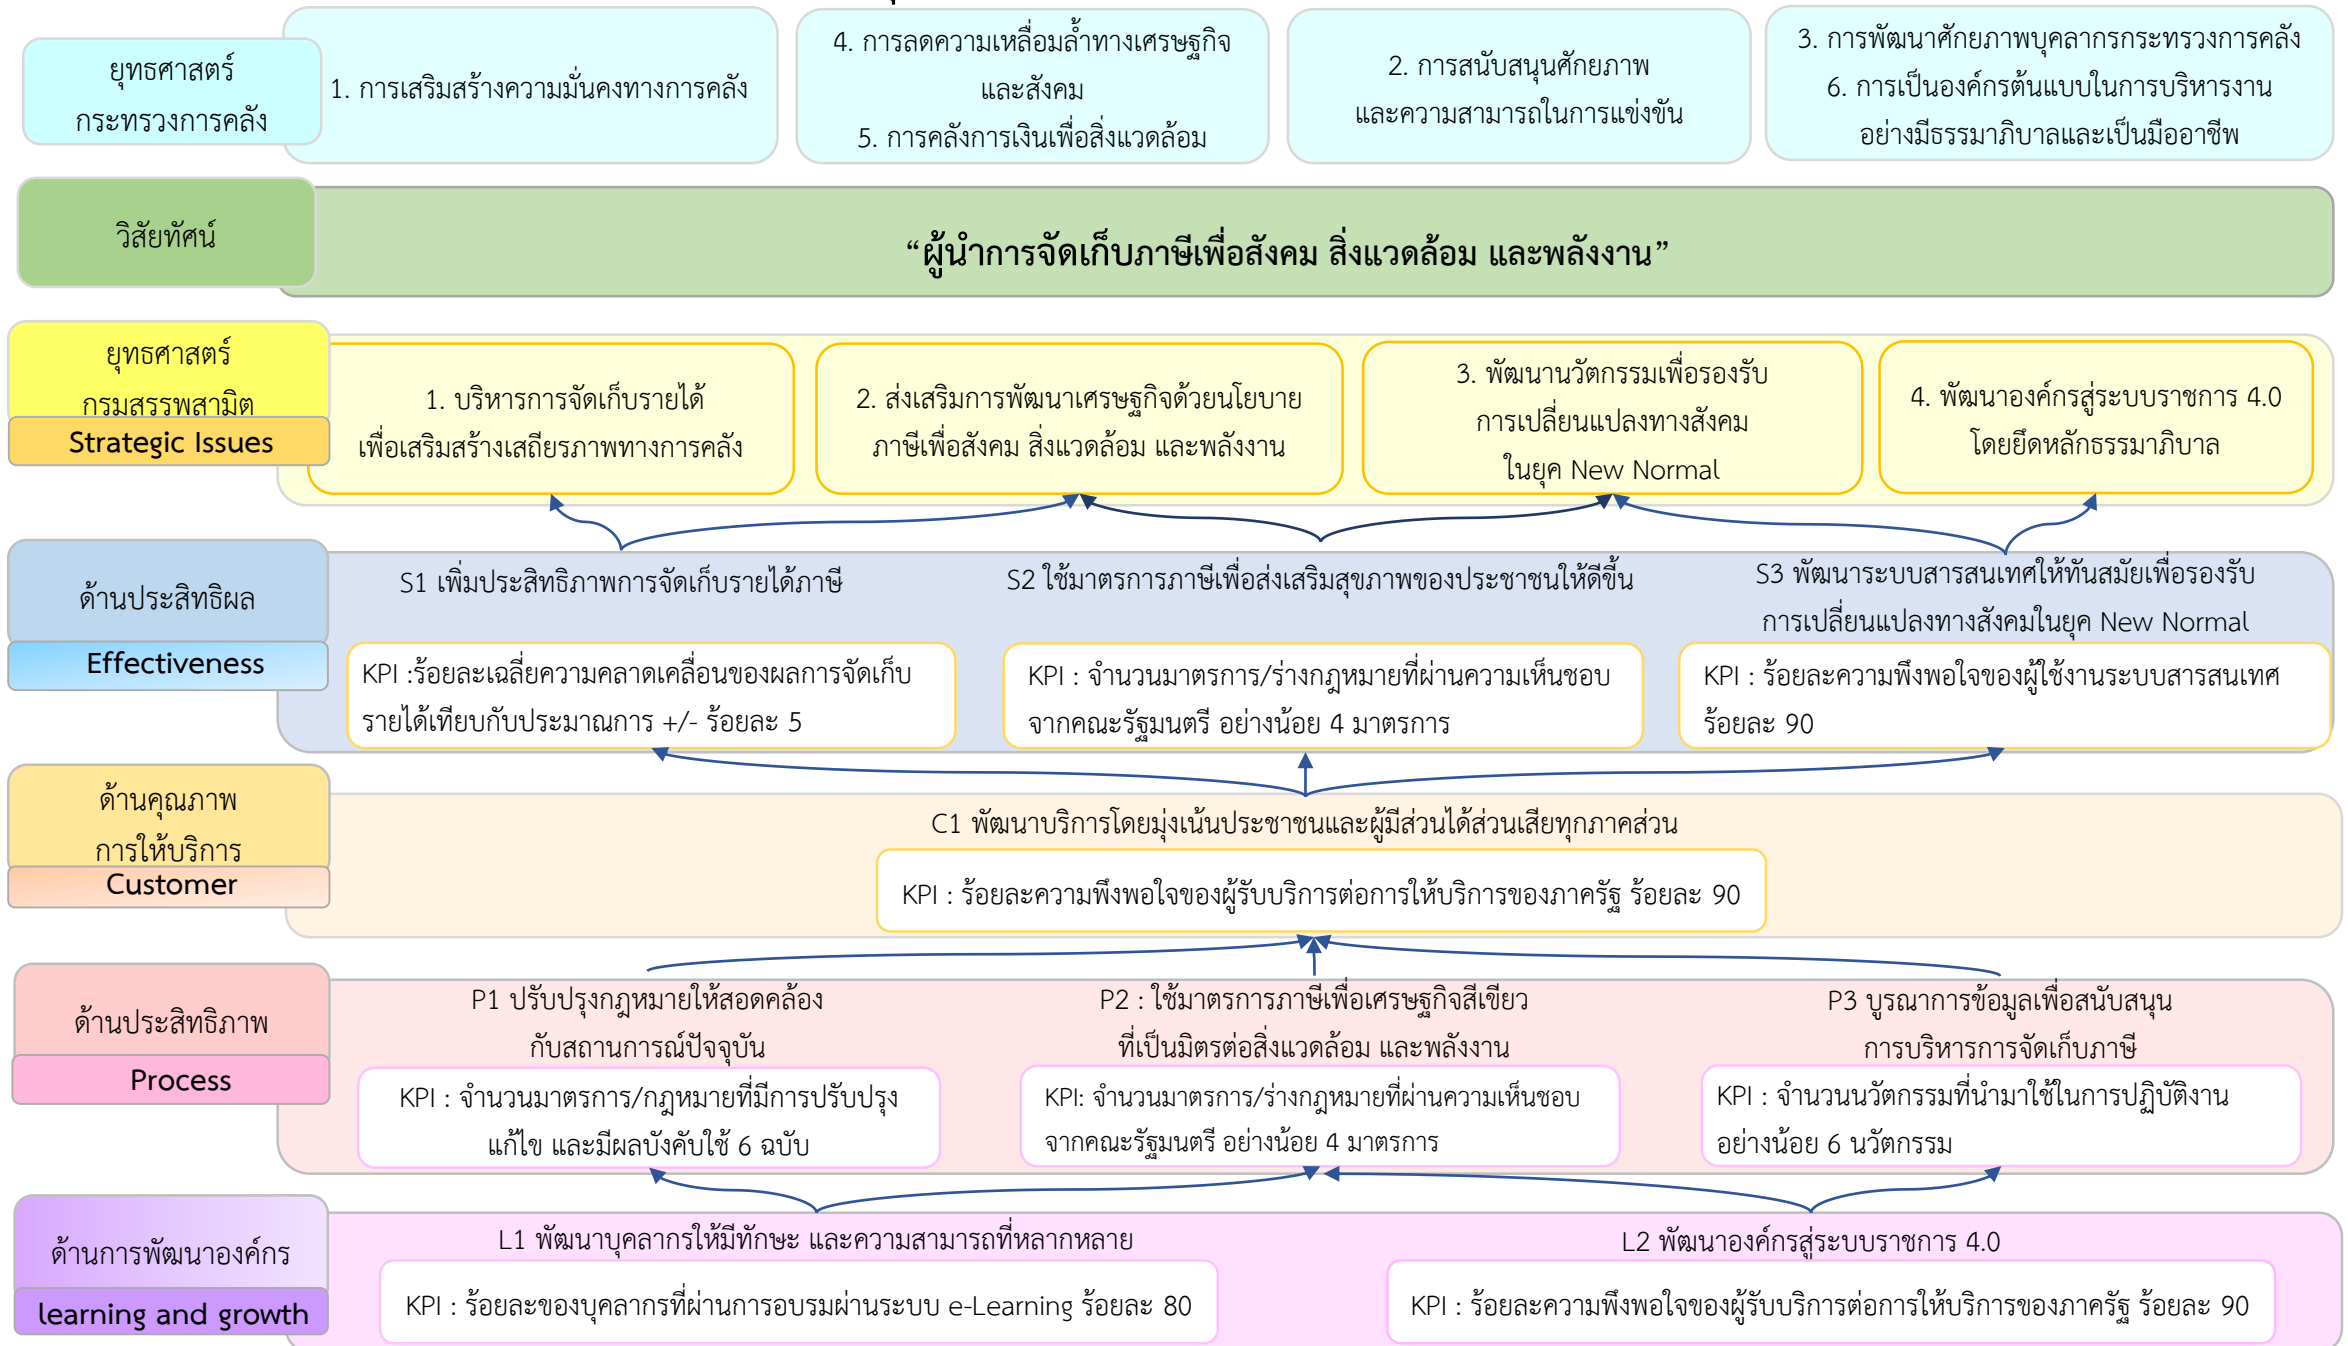 ยุทธศาสตร์
กระทรวงการคลัง
1. การเสริมสร้างความมั่นคงทางการคลัง
4. การลดความเหลื่อมล้ำทางเศรษฐกิจ
และสังคม
5. การคลังการเงินเพื่อสิ่งแวดล้อม
2. การสนับสนุนศักยภาพ
และความสามารถในการแข่งขัน
3. การพัฒนาศักยภาพบุคลากรกระทรวงการคลัง
6. การเป็นองค์กรต้นแบบในการบริหารงาน
อย่างมีธรรมาภิบาลและเป็นมืออาชีพ
วิสัยทัศน์
“ผู้นำการจัดเก็บภาษีเพื่อสังคม สิ่งแวดล้อม และพลังงาน”
ยุทธศาสตร์
กรมสรรพสามิต
Strategic Issues
1. บริหารการจัดเก็บรายได้
เพื่อเสริมสร้างเสถียรภาพทางการคลัง
2. ส่งเสริมการพัฒนาเศรษฐกิจด้วยนโยบาย
ภาษีเพื่อสังคม สิ่งแวดล้อม และพลังงาน
3. พัฒนานวัตกรรมเพื่อรองรับ
การเปลี่ยนแปลงทางสังคม
ในยุค New Normal
4. พัฒนาองค์กรสู่ระบบราชการ 4.0
โดยยึดหลักธรรมาภิบาล
ด้านประสิทธิผล
Effectiveness
S1 เพิ่มประสิทธิภาพการจัดเก็บรายได้ภาษี
KPI :ร้อยละเฉลี่ยความคลาดเคลื่อนของผลการจัดเก็บ
รายได้เทียบกับประมาณการ +/- ร้อยละ 5
S2 ใช้มาตรการภาษีเพื่อส่งเสริมสุขภาพของประชาชนให้ดีขึ้น
KPI : จำนวนมาตรการ/ร่างกฎหมายที่ผ่านความเห็นชอบ
จากคณะรัฐมนตรี อย่างน้อย 4 มาตรการ
S3 พัฒนาระบบสารสนเทศให้ทันสมัยเพื่อรองรับ
การเปลี่ยนแปลงทางสังคมในยุค New Normal
KPI : ร้อยละความพึงพอใจของผู้ใช้งานระบบสารสนเทศ
ร้อยละ 90
ด้านคุณภาพ
การให้บริการ
Customer
C1 พัฒนาบริการโดยมุ่งเน้นประชาชนและผู้มีส่วนได้ส่วนเสียทุกภาคส่วน
KPI : ร้อยละความพึงพอใจของผู้รับบริการต่อการให้บริการของภาครัฐ ร้อยละ 90
ด้านประสิทธิภาพ
Process
P1 ปรับปรุงกฎหมายให้สอดคล้อง
กับสถานการณ์ปัจจุบัน
KPI : จำนวนมาตรการ/กฎหมายที่มีการปรับปรุง
แก้ไข และมีผลบังคับใช้ 6 ฉบับ
P2 : ใช้มาตรการภาษีเพื่อเศรษฐกิจสีเขียว
ที่เป็นมิตรต่อสิ่งแวดล้อม และพลังงาน
KPI: จำนวนมาตรการ/ร่างกฎหมายที่ผ่านความเห็นชอบ
จากคณะรัฐมนตรี อย่างน้อย 4 มาตรการ
P3 บูรณาการข้อมูลเพื่อสนับสนุน
การบริหารการจัดเก็บภาษี
KPI : จำนวนนวัตกรรมที่นำมาใช้ในการปฏิบัติงาน
อย่างน้อย 6 นวัตกรรม
ด้านการพัฒนาองค์กร
learning and growth
L1 พัฒนาบุคลากรให้มีทักษะ และความสามารถที่หลากหลาย
KPI : ร้อยละของบุคลากรที่ผ่านการอบรมผ่านระบบ e-Learning ร้อยละ 80
L2 พัฒนาองค์กรสู่ระบบราชการ 4.0
KPI : ร้อยละความพึงพอใจของผู้รับบริการต่อการให้บริการของภาครัฐ ร้อยละ 90